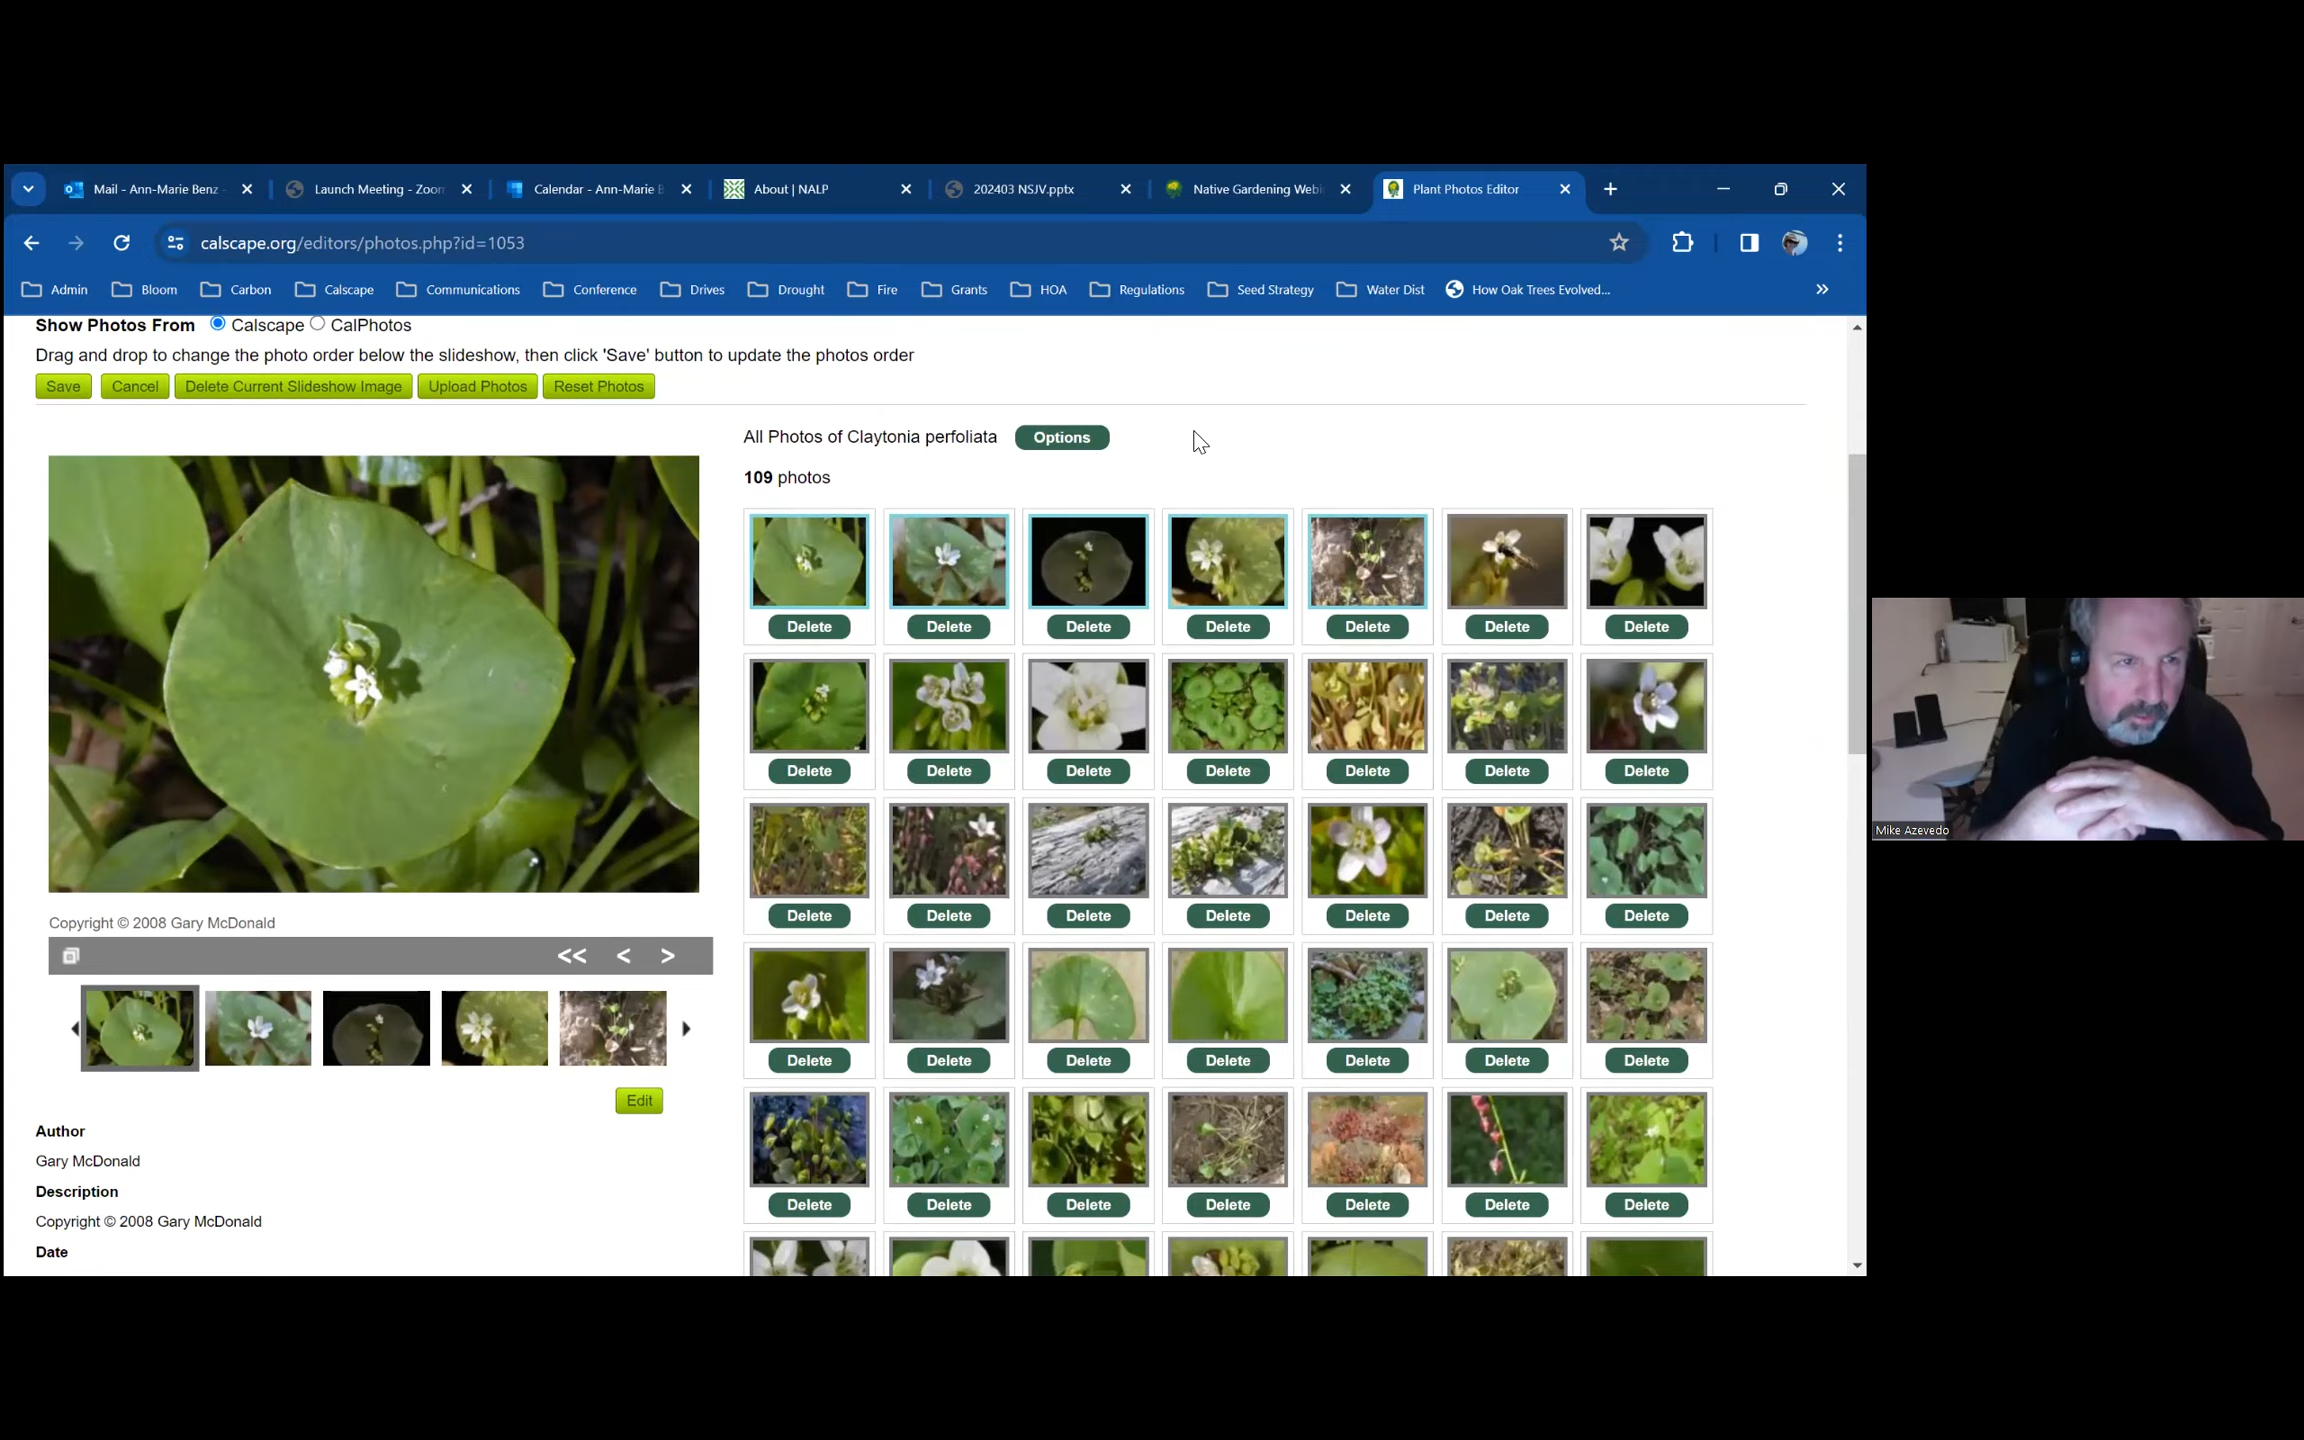 Mail - Ann-Marie Benz -
Launch Meeting - Zoom
Calendar - Ann-Marie B
About | NALP
202403 NSJV.pptx
Native Gardening Webi
Plant Photos Editor
calscape.org/editors/photos.php?id=1053
Admin Bloom Carbon Calscape Communications Conference Drives Drought Fire Grants HOA Regulations Seed Strategy Water Dist How Oak Trees Evolved... »
Show Photos From Calscape CalPhotos
Drag and drop to change the photo order below the slideshow, then click 'Save' button to update the photos order
Save Cancel Delete Current Slideshow Image Upload Photos Reset Photos
All Photos of Claytonia perfoliata Options
109 photos
Delete Delete Delete Delete Delete Delete Delete
Delete Delete Delete Delete Delete Delete Delete
Delete Delete Delete Delete Delete Delete Delete
Delete Delete Delete Delete Delete Delete Delete
Delete Delete Delete Delete Delete Delete Delete
Copyright © 2008 Gary McDonald
<< < >
Edit
Author
Gary McDonald
Description
Copyright © 2008 Gary McDonald
Date
Mike Azevedo